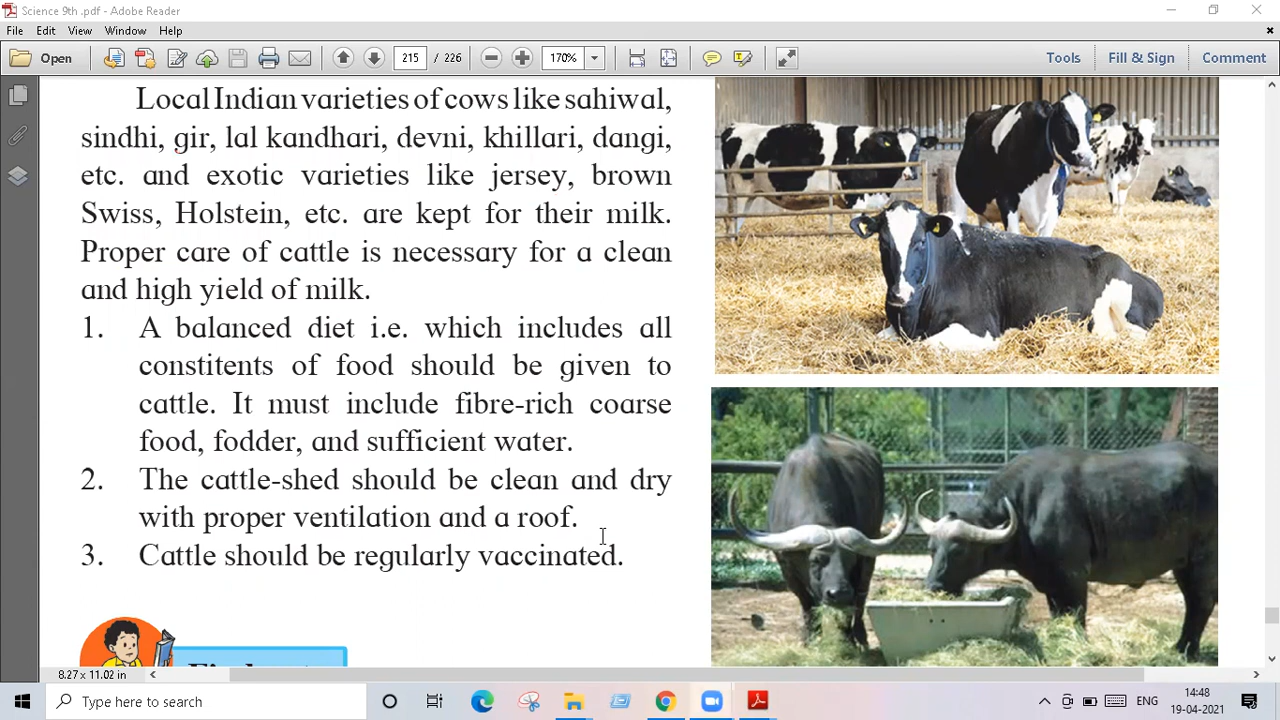 Science 9th .pdf - Adobe Reader
File Edit View Window Help
Open 215 / 226 170% Tools Fill & Sign Comment
Local Indian varieties of cows like sahiwal,
sindhi, gir, lal kandhari, devni, khillari, dangi,
etc. and exotic varieties like jersey, brown
Swiss, Holstein, etc. are kept for their milk.
Proper care of cattle is necessary for a clean
and high yield of milk.
1. A balanced diet i.e. which includes all
constitents of food should be given to
cattle. It must include fibre-rich coarse
food, fodder, and sufficient water.
2. The cattle-shed should be clean and dry
with proper ventilation and a roof.
3. Cattle should be regularly vaccinated.
8.27 x 11.02 in
Type here to search
ENG
14:48
19-04-2021